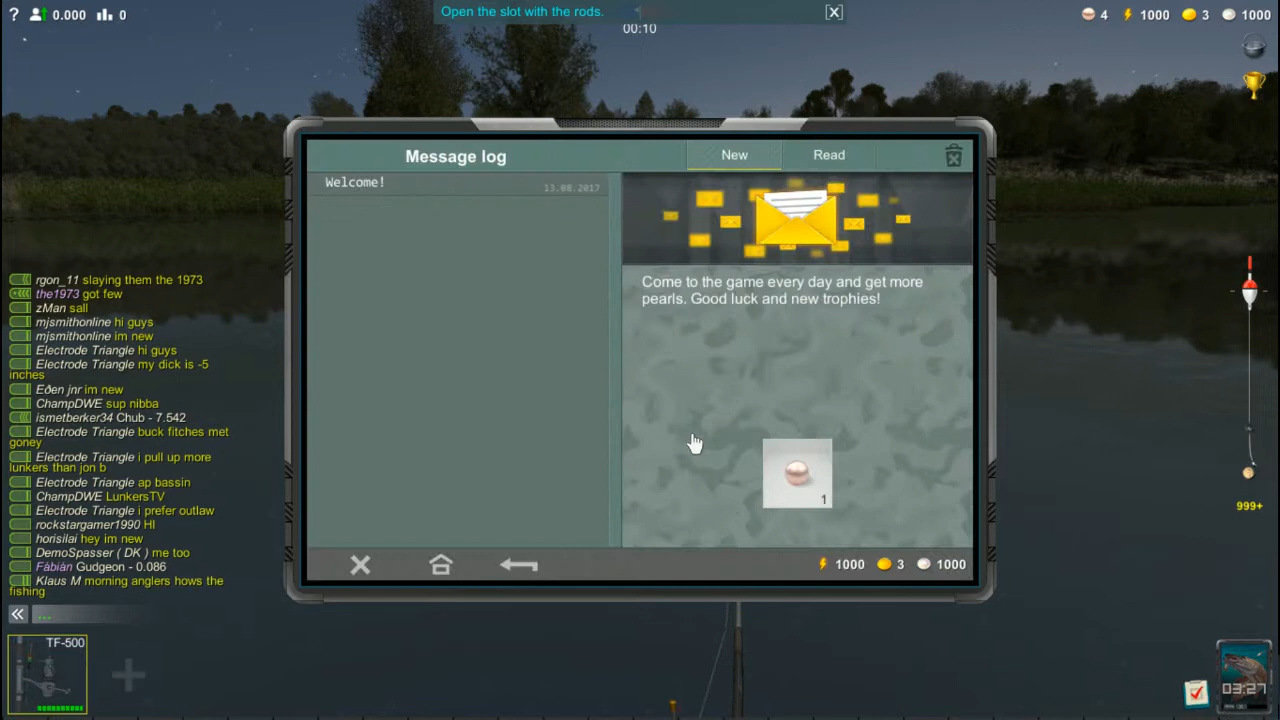 ? 0.000 0
Open the slot with the rods. X
00:10
4 1000 3 1000
Message log New Read
Welcome! 13.08.2017
Come to the game every day and get more
pearls. Good luck and new trophies!
1
1000 3 1000
rgon_11 slaying them the 1973
the1973 got few
zMan sall
mjsmithonline hi guys
mjsmithonline im new
Electrode Triangle hi guys
Electrode Triangle my dick is -5
inches
Eðen jnr im new
ChampDWE sup nibba
ismetberker34 Chub - 7.542
Electrode Triangle buck fitches met
goney
Electrode Triangle i pull up more
lunkers than jon b
Electrode Triangle ap bassin
ChampDWE LunkersTV
Electrode Triangle i prefer outlaw
rockstargamer1990 HI
horisilai hey im new
DemoSpasser ( DK ) me too
Fábián Gudgeon - 0.086
Klaus M morning anglers hows the
fishing
...
TF-500
999+
03:27